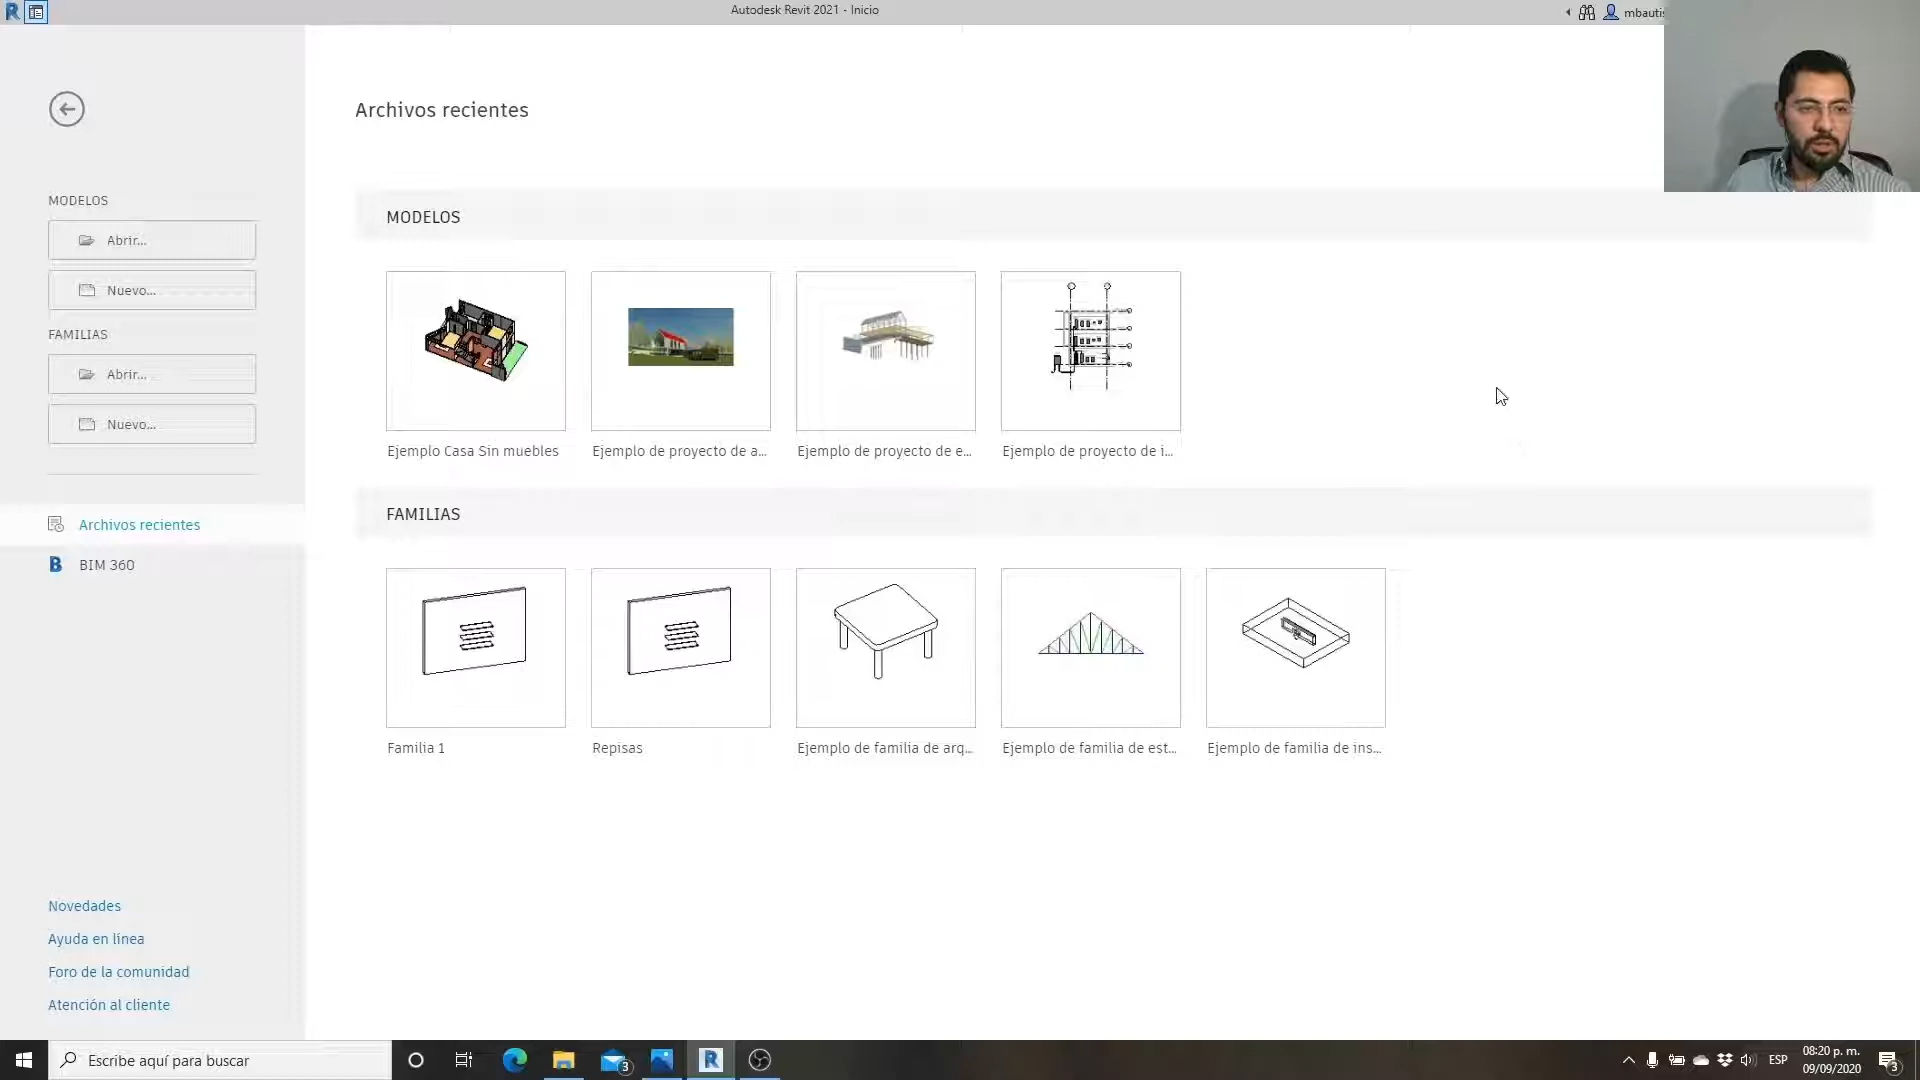 Autodesk Revit 2021 - Inicio
mbautis
Archivos recientes
MODELOS
Abrir...
Nuevo...
FAMILIAS
Abrir...
Nuevo...
Archivos recientes
BIM 360
Novedades
Ayuda en línea
Foro de la comunidad
Atención al cliente
MODELOS
Ejemplo Casa Sin muebles
Ejemplo de proyecto de a...
Ejemplo de proyecto de e...
Ejemplo de proyecto de i...
FAMILIAS
Familia 1
Repisas
Ejemplo de familia de arq...
Ejemplo de familia de est...
Ejemplo de familia de ins...
Escribe aquí para buscar
3
ESP
08:20 p. m.
09/09/2020
3